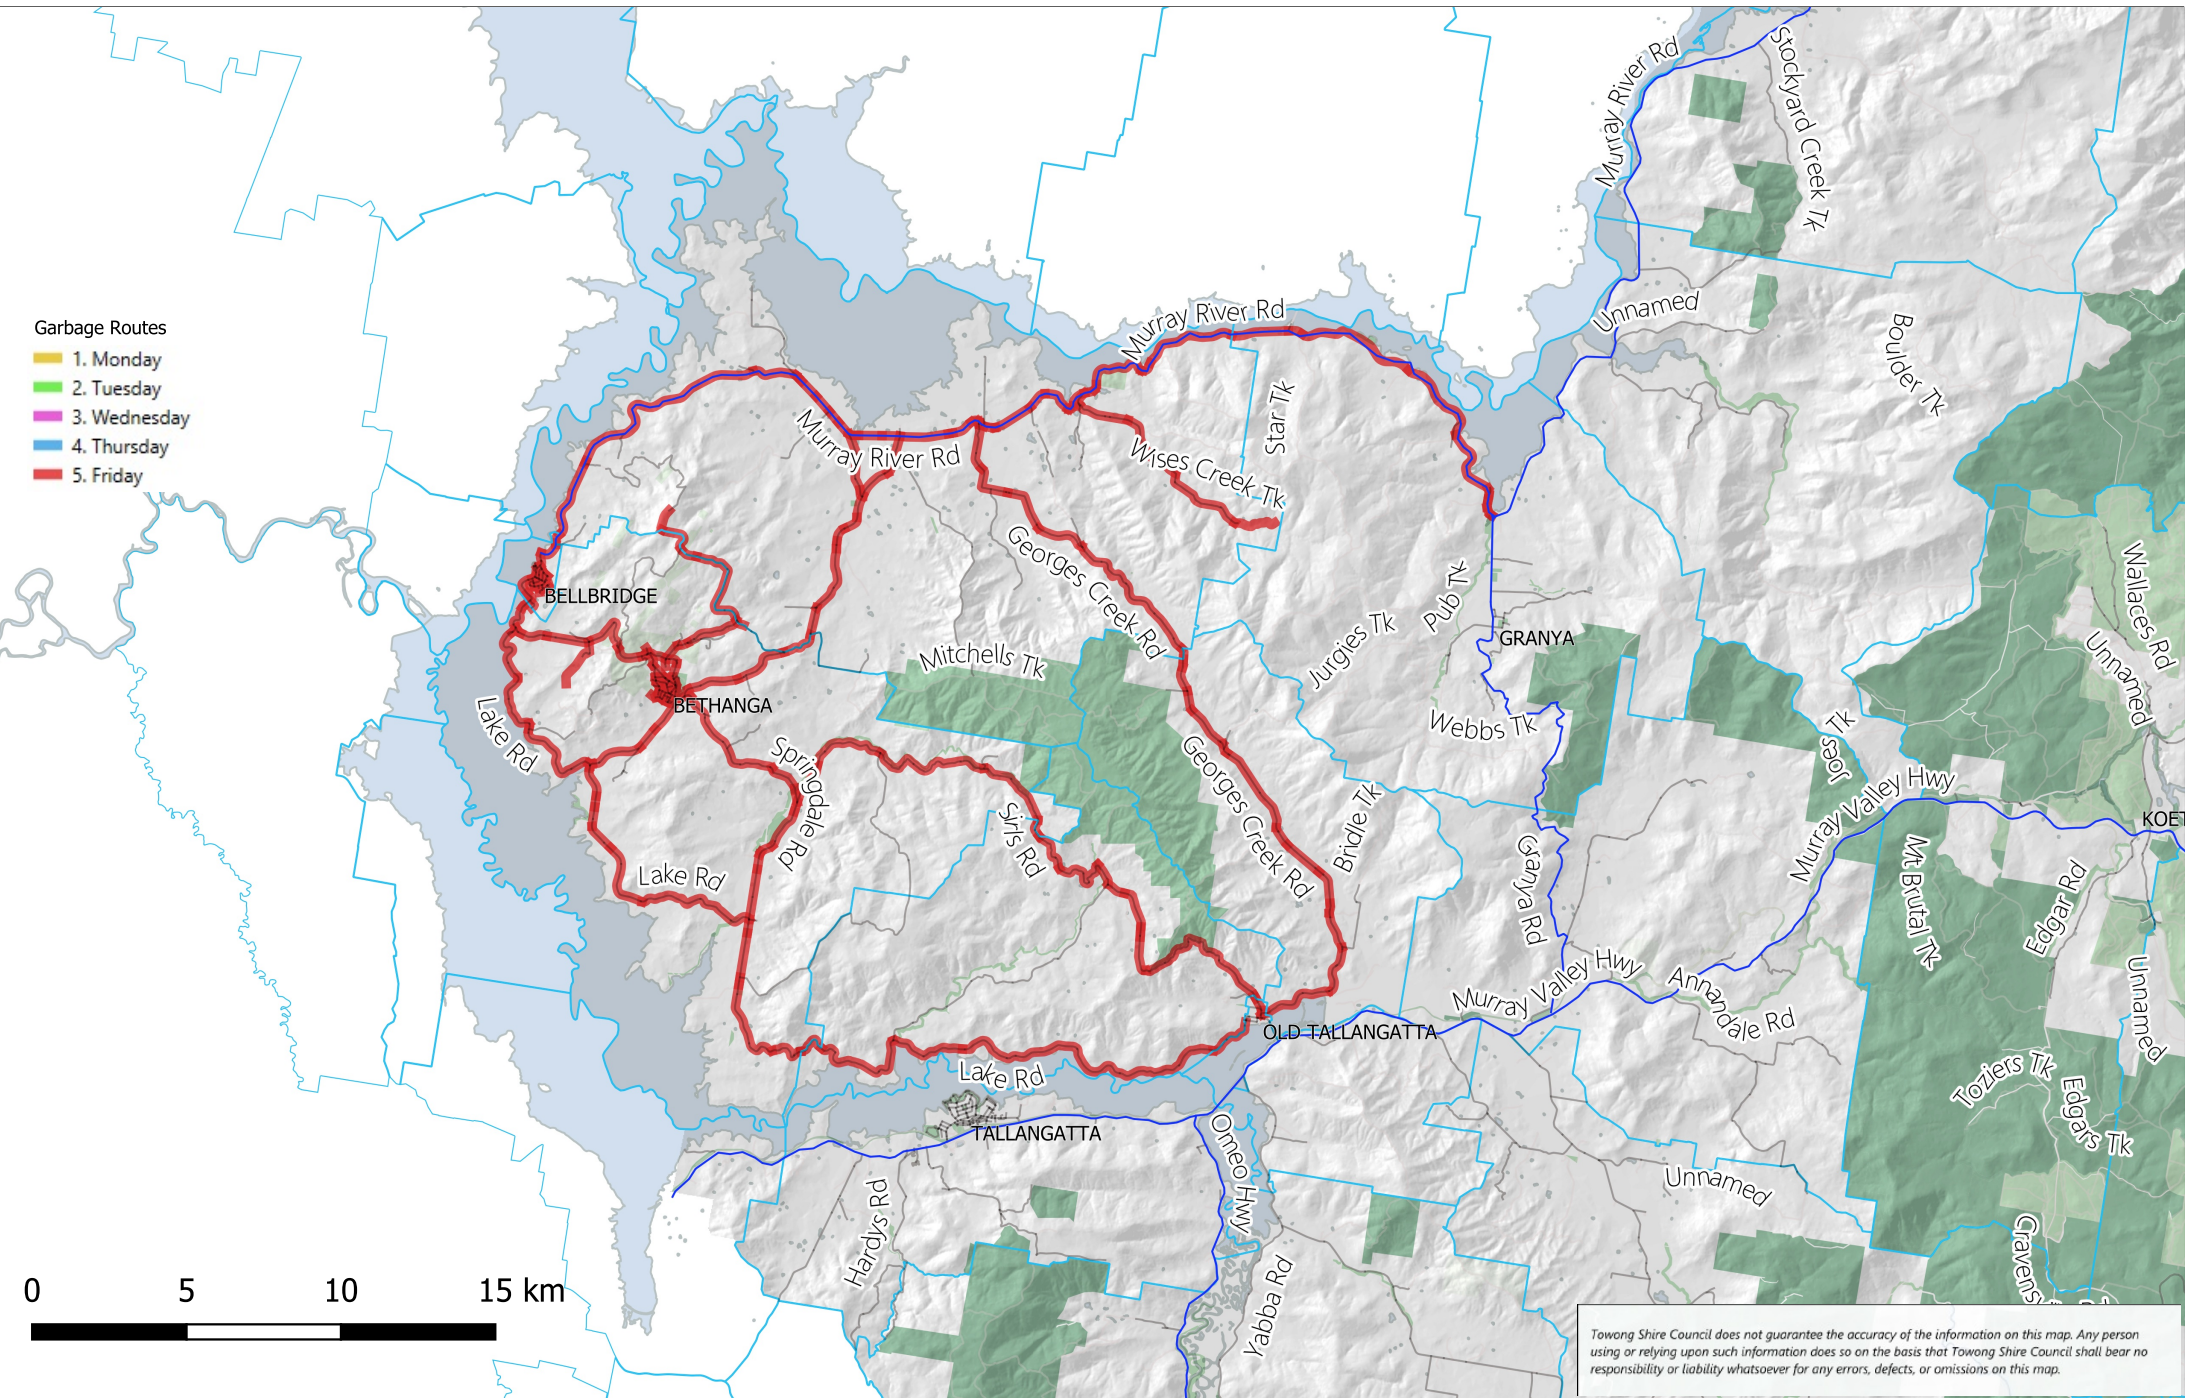 Murray River Rd
Stockyard Creek Tk
Unnamed
Murray River Rd
Boulder Tk
Garbage Routes
1. Monday
2. Tuesday
3. Wednesday
4. Thursday
5. Friday
Star Tk
Murray River Rd
Wises Creek Tk
Georges Creek Rd
BELLBRIDGE
Pub Tk
GRANYA
Wallaces Rd
Unnamed
Jurgies Tk
Mitchells Tk
BETHANGA
Webbs Tk
Lake Rd
Springdale Rd
Georges Creek Rd
Joes Tk
Murray Valley Hwy
Bridle Tk
Sirls Rd
KOET
Lake Rd
Granya Rd
Mt Brutal Tk
Edgar Rd
Murray Valley Hwy
Annandale Rd
Unnamed
OLD TALLANGATTA
Lake Rd
Toziers Tk
Edgars Tk
TALLANGATTA
Omeo Hwy
Unnamed
Hardys Rd
Yabba Rd
0 5 10 15 km
Towong Shire Council does not guarantee the accuracy of the information on this map. Any person
using or relying upon such information does so on the basis that Towong Shire Council shall bear no
responsibility or liability whatsoever for any errors, defects, or omissions on this map.